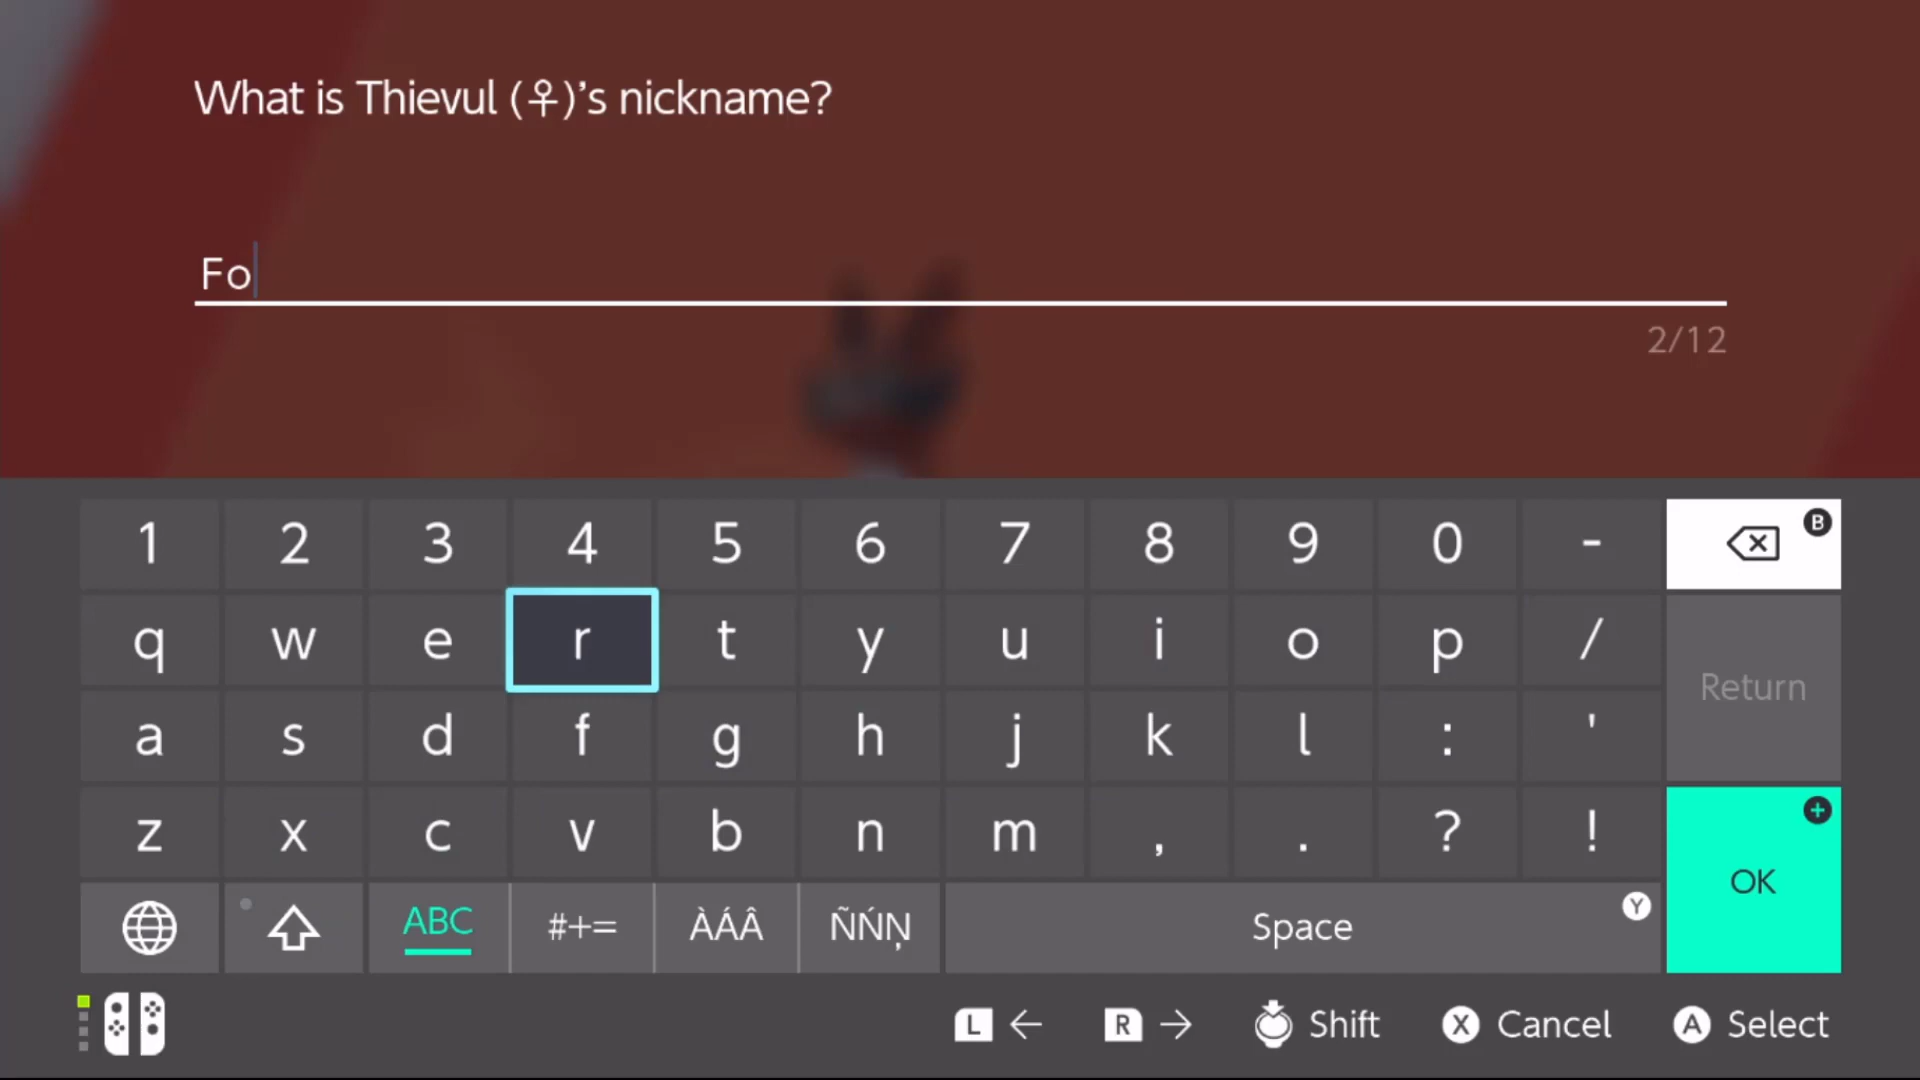 What is Thievul (♀)'s nickname?
Fo
2/12
1 2 3 4 5 6 7 8 9 0 - B
q w e r t y u i o p / Return
a s d f g h j k l : '
z x c v b n m , . ? ! + OK
ABC #+= ÀÁÂ ÑŃŅ Space Y
L ← R → Shift X Cancel A Select